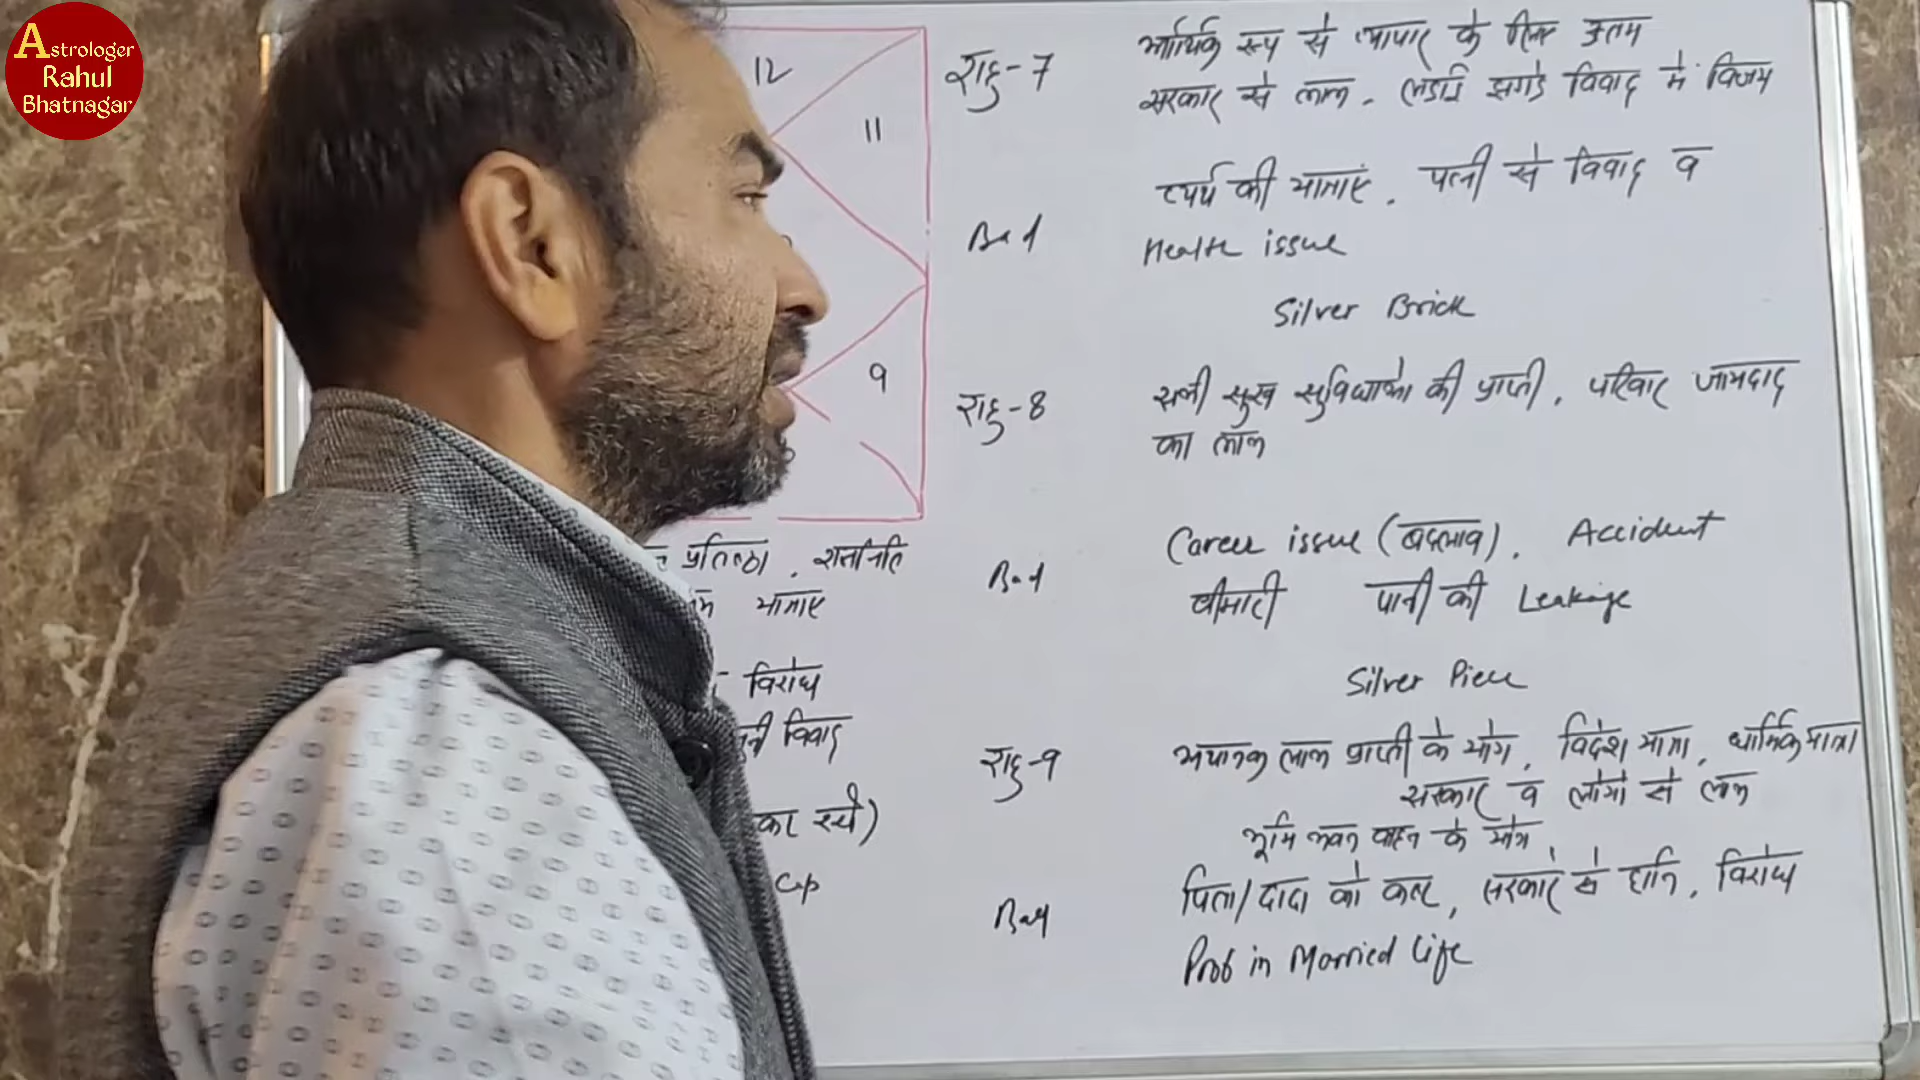 Astrologer
Rahul
Bhatnagar
12
11
9
प्रतिष्ठा . राजनिति
यात्राएं
विरोध
विवाद
Cup
राहु-7
आर्थिक रूप से व्यापार के लिए उत्तम
सरकार से लाभ. लडाई झगडे विवाद में विजय
Bad
व्यर्थ की यात्राएं. पत्नी से विवाद व
Health issue
Silver Brick
राहु-8
सभी सुख सुविधाओ की प्राप्ती. परिवार जायदाद
का लाभ
Bad
Career issue (बदलाव). Accident
बीमारी पानी की Leakage
Silver Piece
राहु-9
अचानक लाभ प्राप्ती के योग, विदेश यात्रा, धार्मिक यात्रा
सरकार व लोगो से लाभ
भूमि भवन वाहन के योग
Bad
पिता/दादा को कष्ट, सरकार से हानि, विरोध
Prob in Married Life